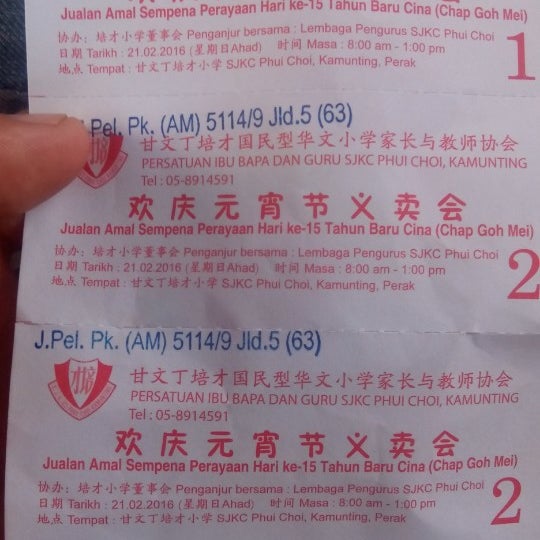 Jualan Amal Sempena Perayaan Hari ke-15 Tahun Baru Cina (Chap Goh Mei)
协办：培才小学董事会 Penganjur bersama : Lembaga Pengurus SJKC Phui Choi
日期 Tarikh : 21.02.2016 (星期日Ahad) 时间 Masa : 8:00 am - 1:00 pm
地点 Tempat : 甘文丁培才小学 SJKC Phui Choi, Kamunting, Perak
1
Pel. Pk. (AM) 5114/9 Jld.5 (63)
甘文丁培才国民型华文小学家长与教师协会
PERSATUAN IBU BAPA DAN GURU SJKC PHUI CHOI, KAMUNTING
Tel : 05-8914591
欢庆元宵节义卖会
Jualan Amal Sempena Perayaan Hari ke-15 Tahun Baru Cina (Chap Goh Mei)
协办：培才小学董事会 Penganjur bersama : Lembaga Pengurus SJKC Phui Choi
日期 Tarikh : 21.02.2016 (星期日Ahad) 时间 Masa : 8:00 am - 1:00 pm
地点 Tempat : 甘文丁培才小学 SJKC Phui Choi, Kamunting, Perak
2
J.Pel. Pk. (AM) 5114/9 Jld.5 (63)
甘文丁培才国民型华文小学家长与教师协会
PERSATUAN IBU BAPA DAN GURU SJKC PHUI CHOI, KAMUNTING
Tel : 05-8914591
欢庆元宵节义卖会
Jualan Amal Sempena Perayaan Hari ke-15 Tahun Baru Cina (Chap Goh Mei)
协办：培才小学董事会 Penganjur bersama : Lembaga Pengurus SJKC Phui Choi
日期 Tarikh : 21.02.2016 (星期日Ahad) 时间 Masa : 8:00 am - 1:00 pm
地点 Tempat : 甘文丁培才小学 SJKC Phui Choi, Kamunting, Perak
2